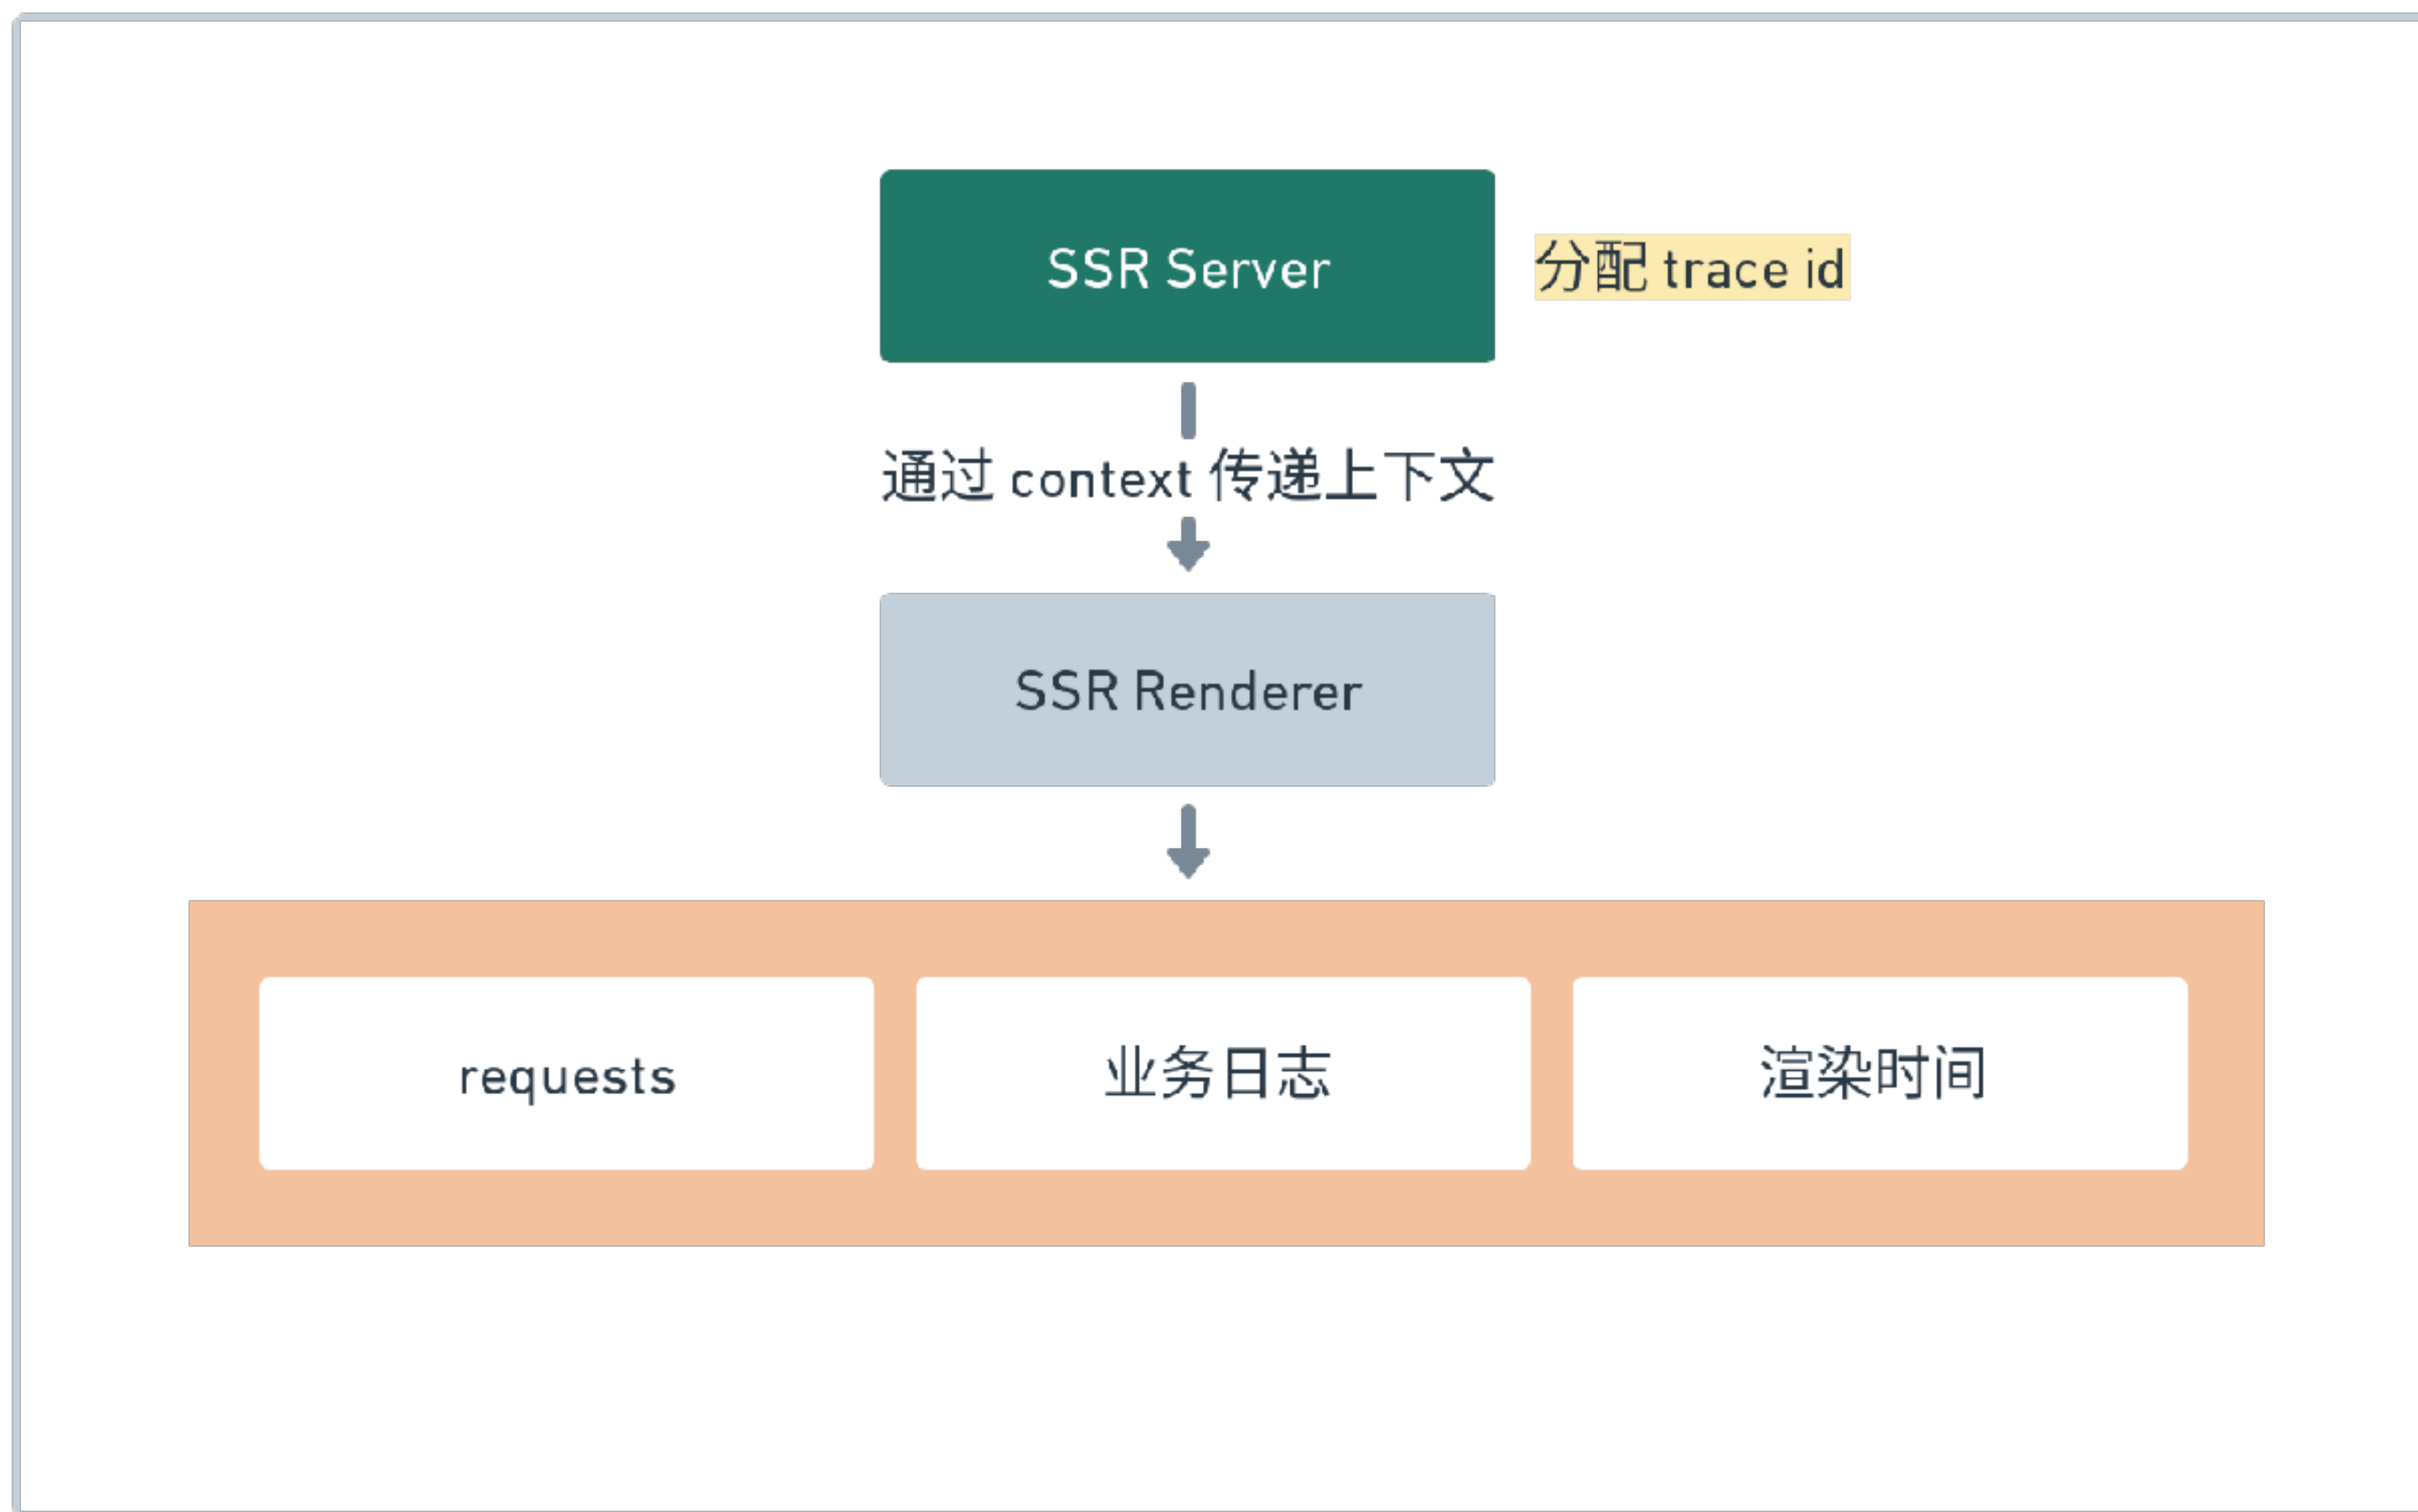 SSR Server
分配 trace id
通过 context 传递上下文
SSR Renderer
requests
业务日志
渲染时间